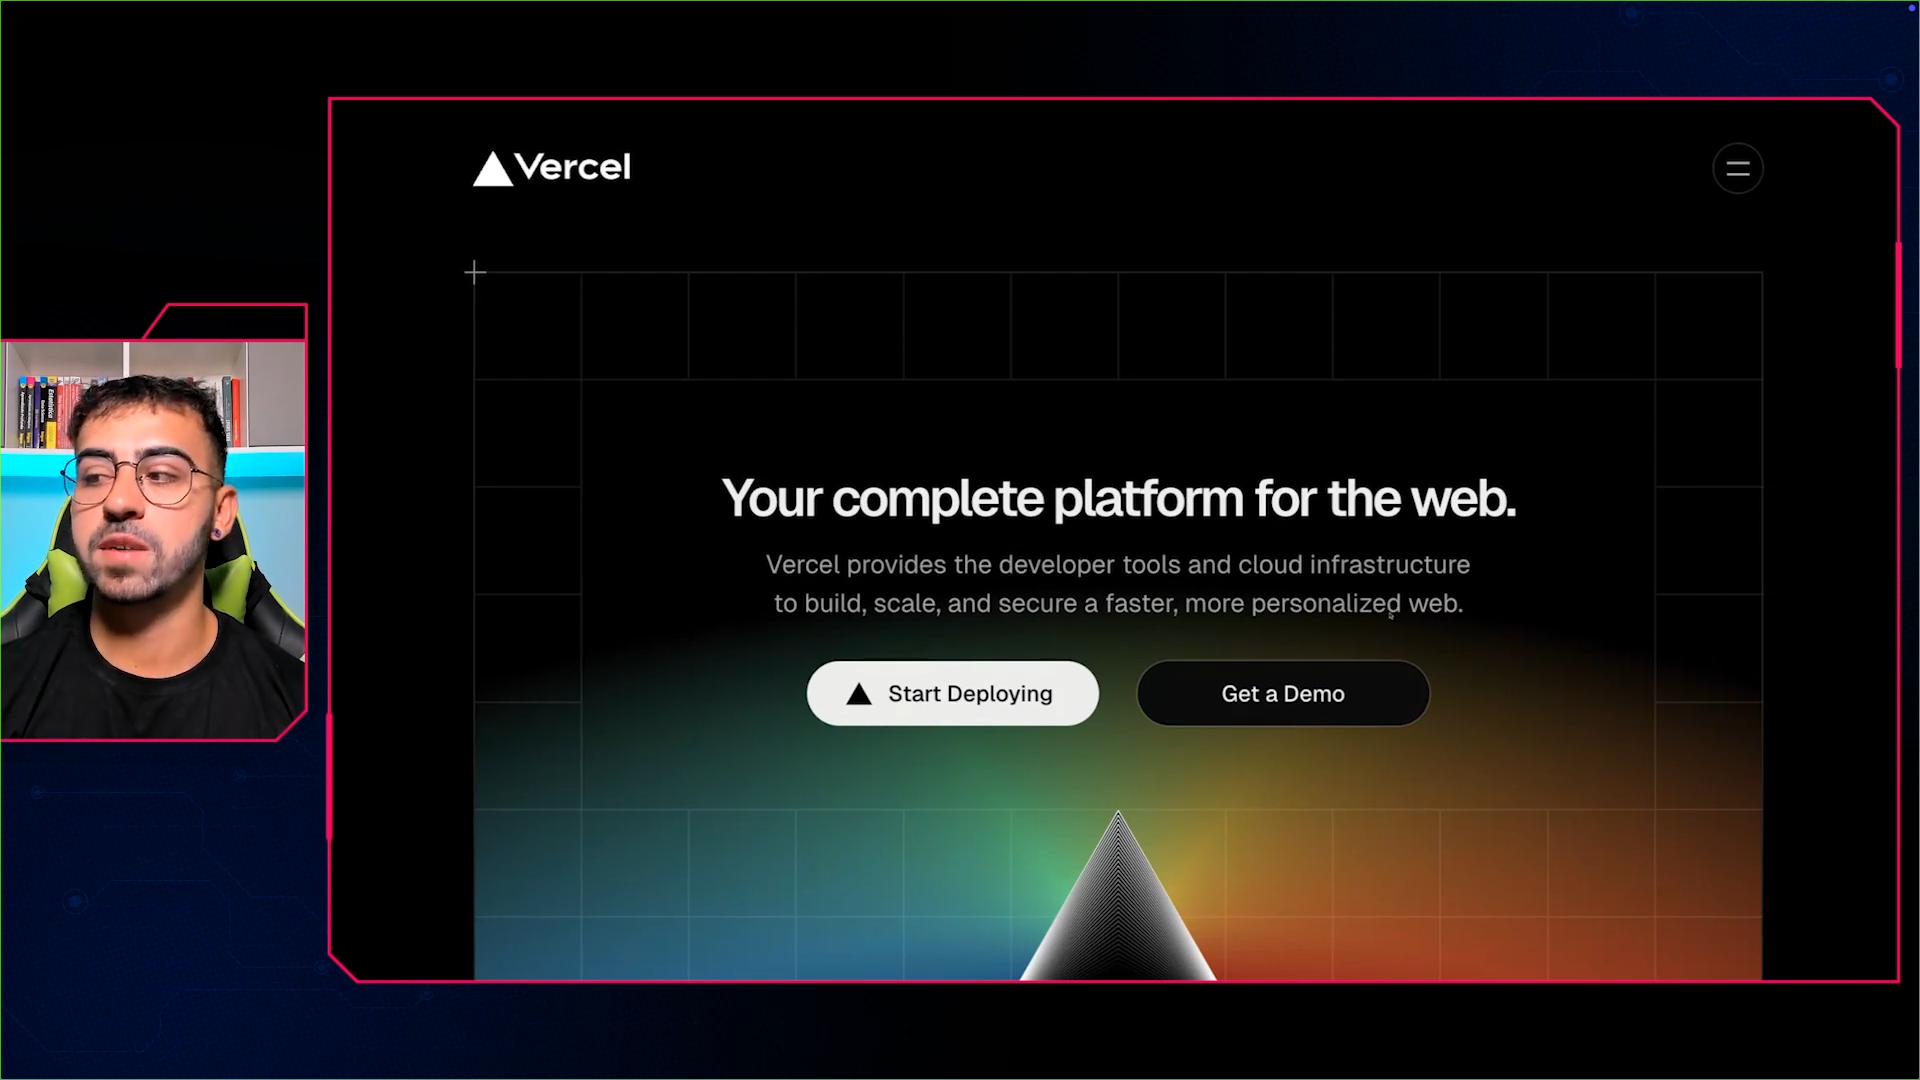 Vercel
Your complete platform for the web.
Vercel provides the developer tools and cloud infrastructure
to build, scale, and secure a faster, more personalized web.
Start Deploying
Get a Demo
Estatística